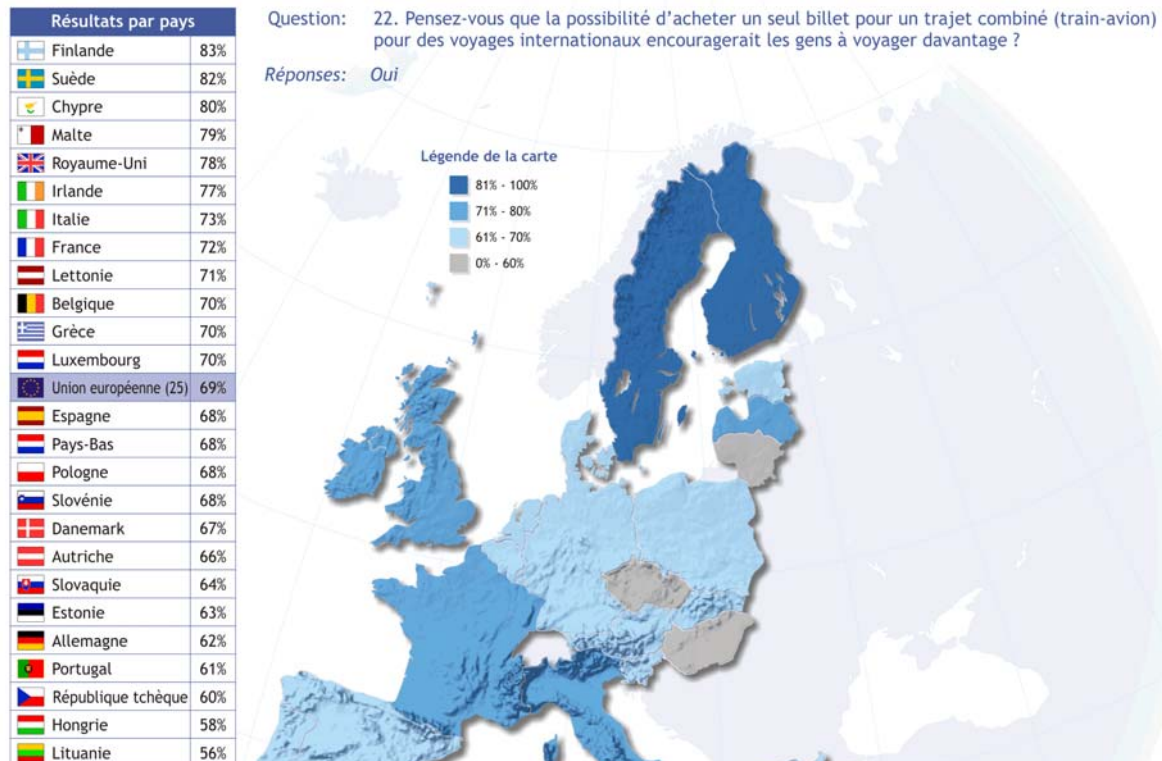 Résultats par pays
Finlande 83%
Suède 82%
Chypre 80%
Malte 79%
Royaume-Uni 78%
Irlande 77%
Italie 73%
France 72%
Lettonie 71%
Belgique 70%
Grèce 70%
Luxembourg 70%
Union européenne (25) 69%
Espagne 68%
Pays-Bas 68%
Pologne 68%
Slovénie 68%
Danemark 67%
Autriche 66%
Slovaquie 64%
Estonie 63%
Allemagne 62%
Portugal 61%
République tchèque 60%
Hongrie 58%
Lituanie 56%
Question: 22. Pensez-vous que la possibilité d’acheter un seul billet pour un trajet combiné (train-avion)
pour des voyages internationaux encouragerait les gens à voyager davantage ?
Réponses: Oui
Légende de la carte
81% - 100%
71% - 80%
61% - 70%
0% - 60%